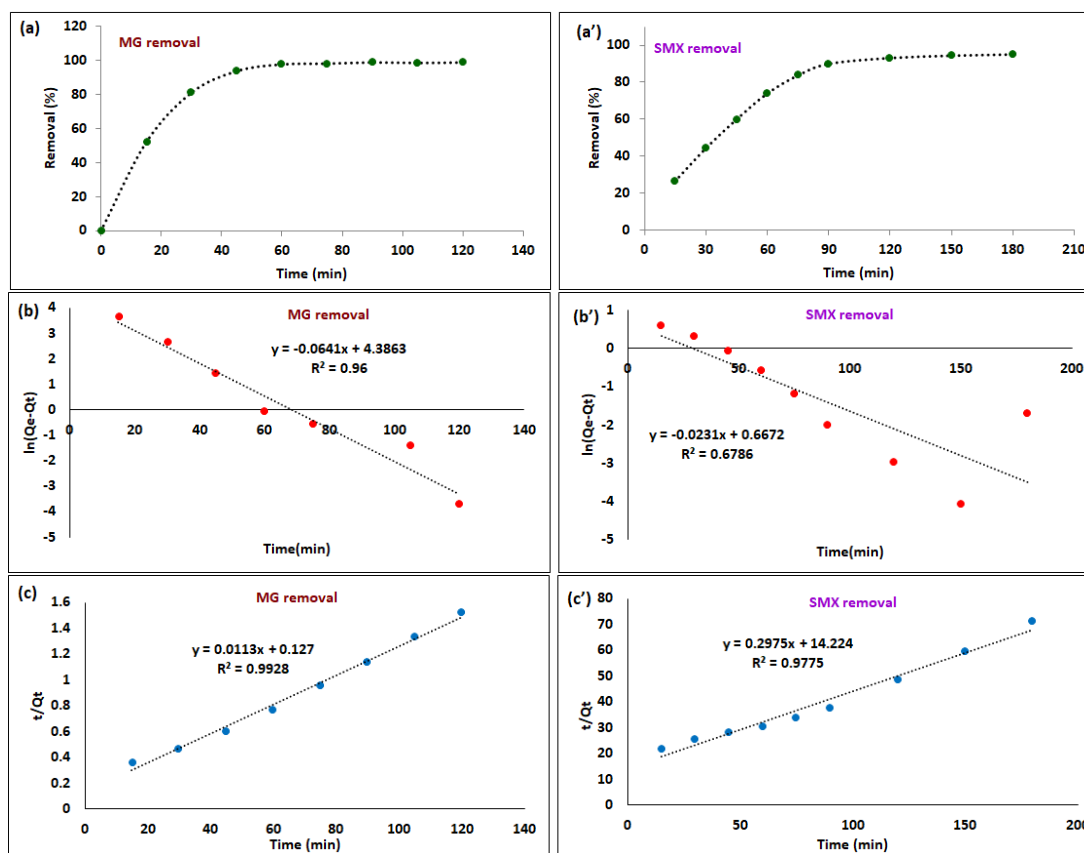 (a)
MG removal
120
100
80
60
40
20
0
Removal (%)
0 20 40 60 80 100 120 140
Time (min)
(a')
SMX removal
100
80
60
40
20
0
Removal (%)
0 30 60 90 120 150 180 210
Time (min)
(b)
MG removal
4
3
2
1
0
-1
-2
-3
-4
-5
ln(Qe-Qt)
y = -0.0641x + 4.3863
R² = 0.96
0 20 40 60 80 100 120 140
Time(min)
(b')
SMX removal
1
0
-1
-2
-3
-4
-5
ln(Qe-Qt)
0 50 100 150 200
y = -0.0231x + 0.6672
R² = 0.6786
Time(min)
(c)
MG removal
1.6
1.4
1.2
1
0.8
0.6
0.4
0.2
0
t/Qt
y = 0.0113x + 0.127
R² = 0.9928
0 20 40 60 80 100 120 140
Time (min)
(c')
SMX removal
80
70
60
50
40
30
20
10
0
t/Qt
y = 0.2975x + 14.224
R² = 0.9775
0 50 100 150 200
Time (min)